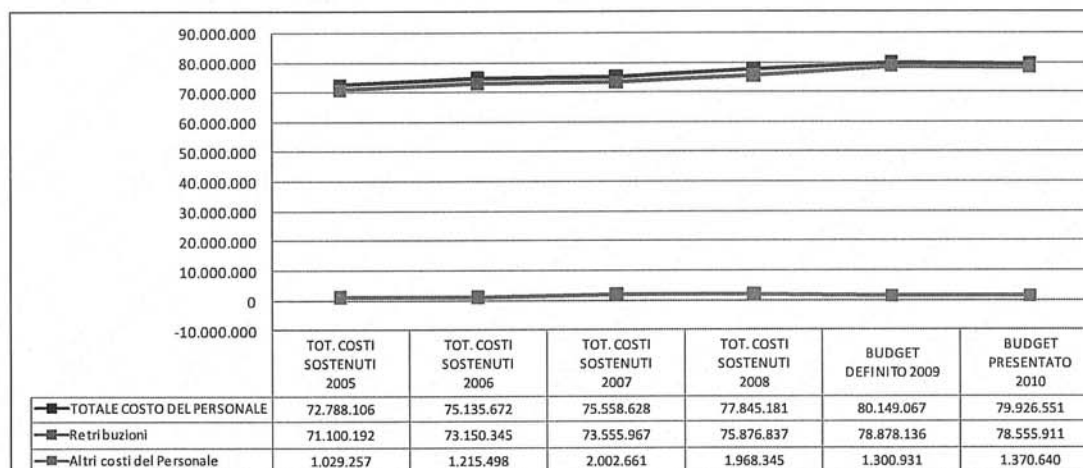 90.000.000
80.000.000
70.000.000
60.000.000
50.000.000
40.000.000
30.000.000
20.000.000
10.000.000
0
-10.000.000
TOT. COSTI SOSTENUTI 2005
TOT. COSTI SOSTENUTI 2006
TOT. COSTI SOSTENUTI 2007
TOT. COSTI SOSTENUTI 2008
BUDGET DEFINITO 2009
BUDGET PRESENTATO 2010
TOTALE COSTO DEL PERSONALE 72.788.106 75.135.672 75.558.628 77.845.181 80.149.067 79.926.551
Retribuzioni 71.100.192 73.150.345 73.555.967 75.876.837 78.878.136 78.555.911
Altri costi del Personale 1.029.257 1.215.498 2.002.661 1.968.345 1.300.931 1.370.640